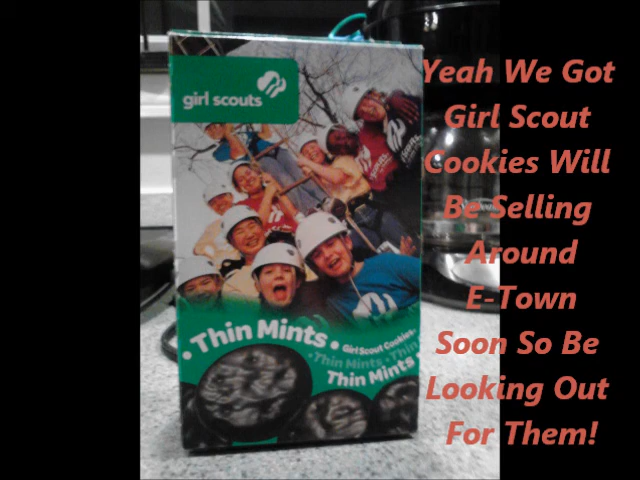 girl scouts
Yeah We Got
Girl Scout
Cookies Will
Be Selling
Around
E-Town
Soon So Be
Looking Out
For Them!
• Thin Mints • Girl Scout Cookies •
• Thin Mints • Thin
Thin Mints